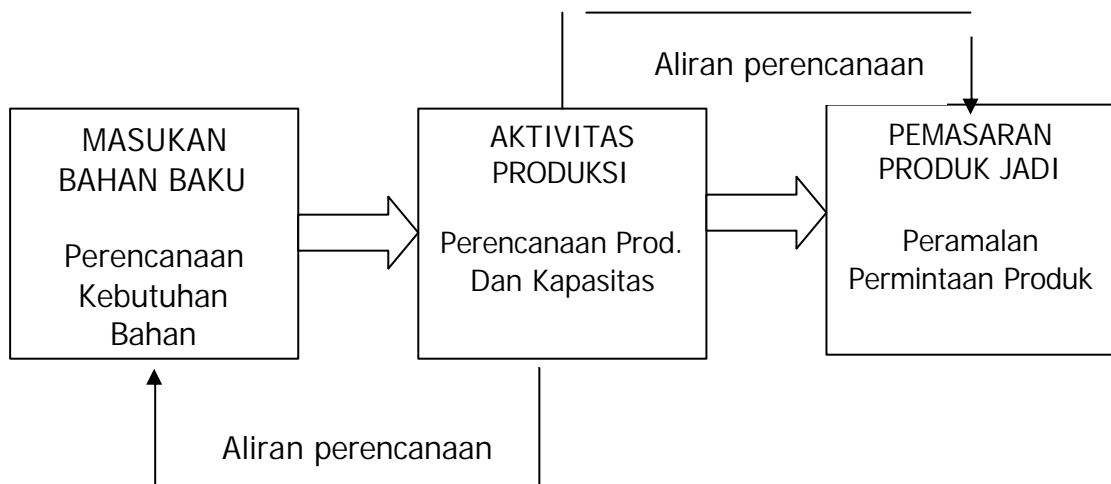 Aliran perencanaan
MASUKAN
BAHAN BAKU
Perencanaan
Kebutuhan
Bahan
AKTIVITAS
PRODUKSI
Perencanaan Prod.
Dan Kapasitas
PEMASARAN
PRODUK JADI
Peramalan
Permintaan Produk
Aliran perencanaan